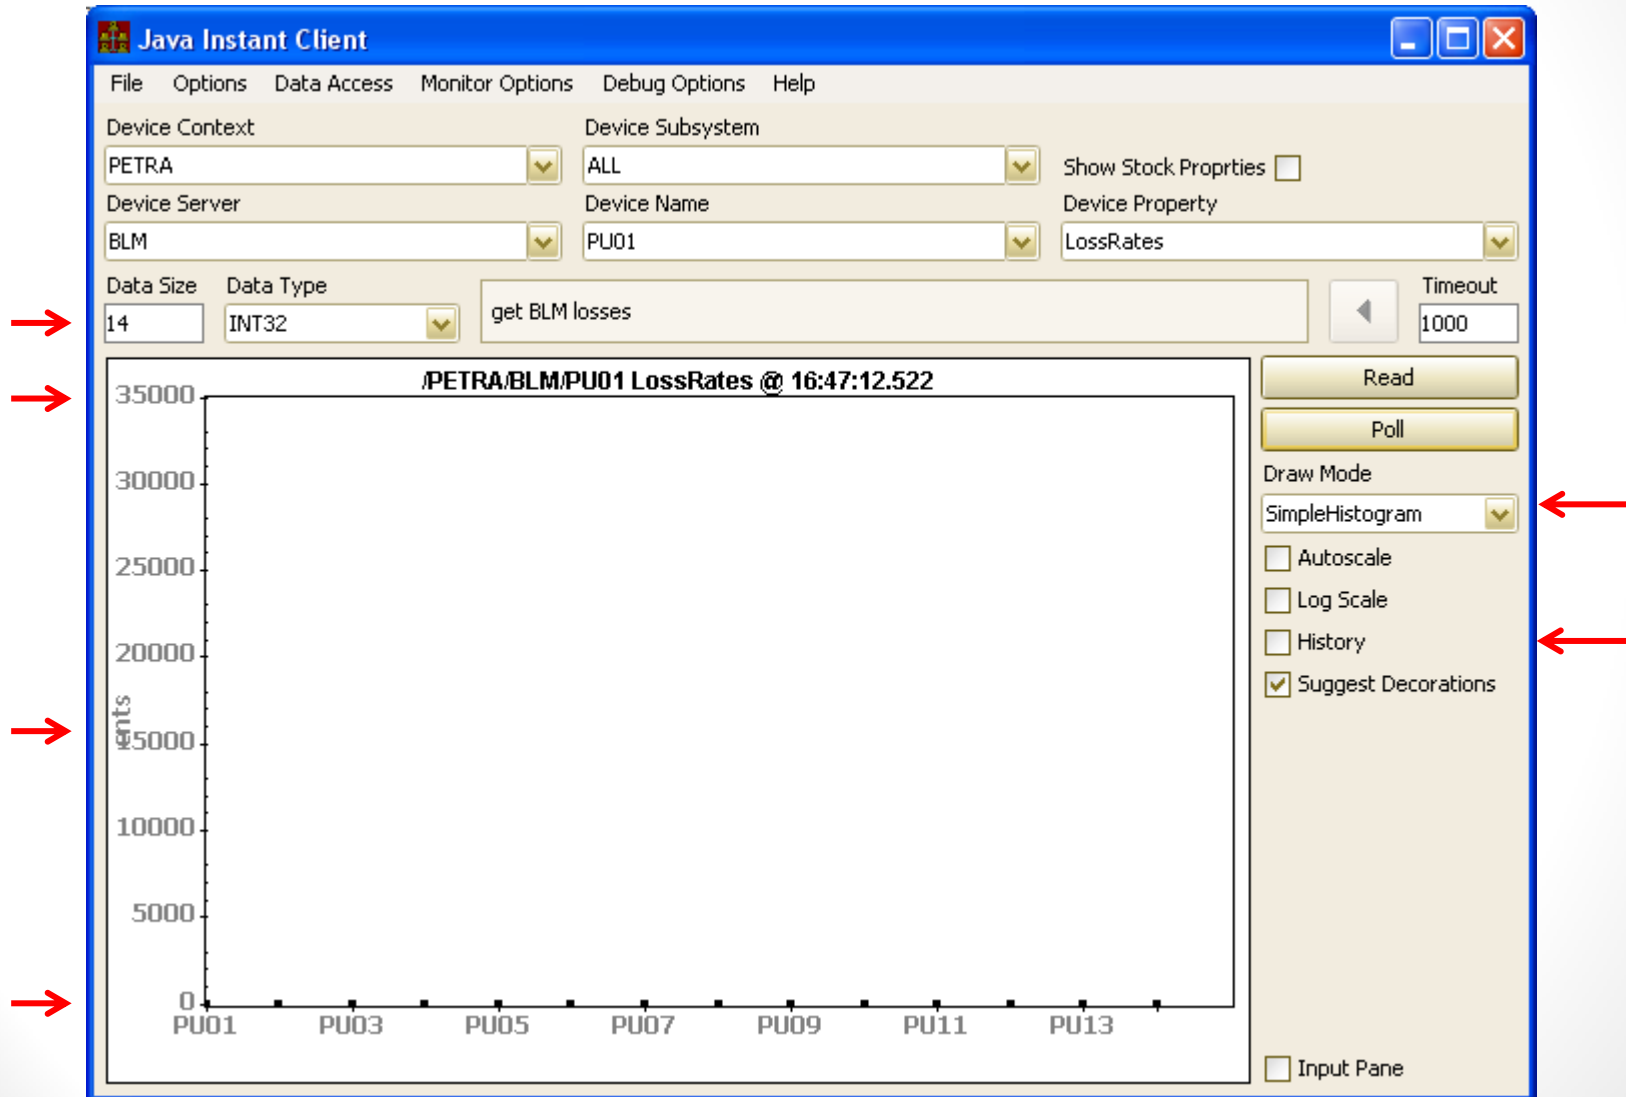 Java Instant Client
File Options Data Access Monitor Options Debug Options Help
Device Context Device Subsystem
PETRA ALL Show Stock Proprties
Device Server Device Name Device Property
BLM PU01 LossRates
Data Size Data Type Timeout
14 INT32 get BLM losses 1000
/PETRA/BLM/PU01 LossRates @ 16:47:12.522
Read
Poll
Draw Mode
SimpleHistogram
Autoscale
Log Scale
History
Suggest Decorations
Input Pane
35000
30000
25000
20000
15000
10000
5000
0
cnts
PU01 PU03 PU05 PU07 PU09 PU11 PU13